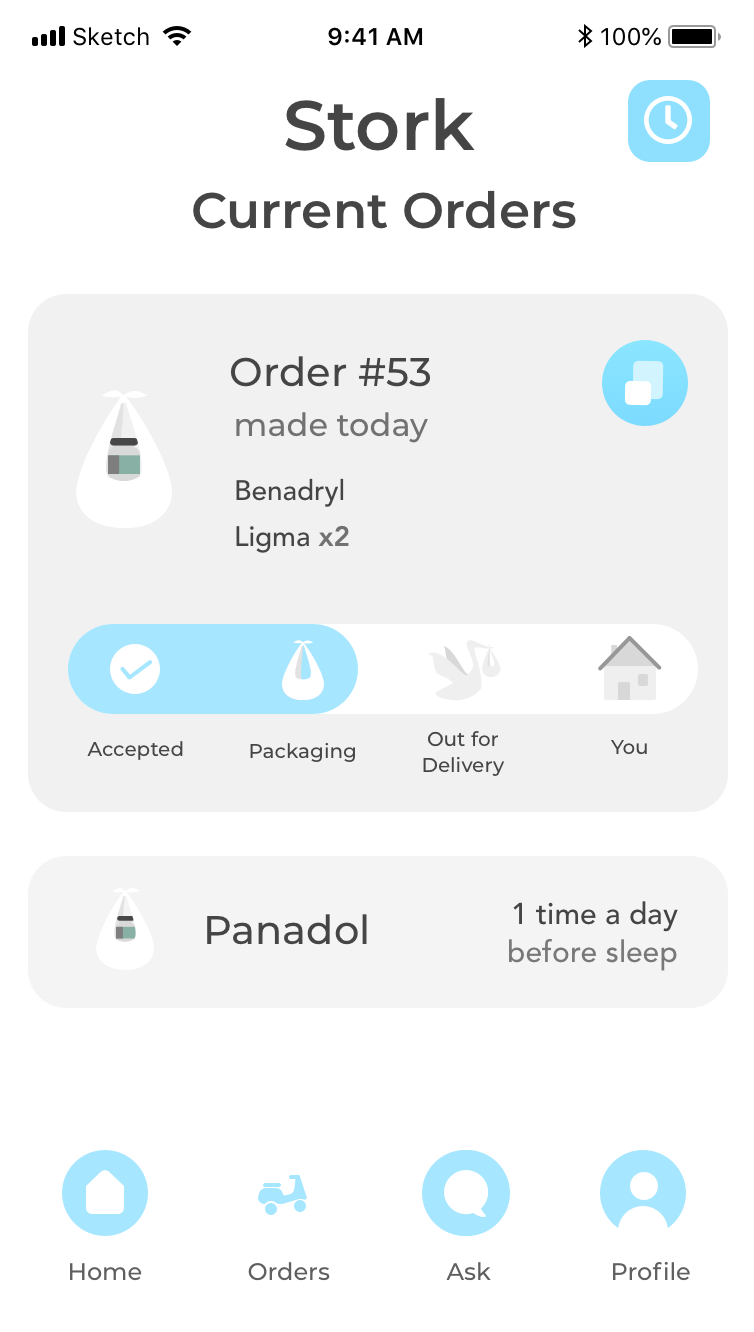 Sketch 9:41 AM 100%
Stork
Current Orders
Order #53
made today
Benadryl
Ligma x2
Accepted Packaging Out for Delivery You
Panadol
1 time a day
before sleep
Home Orders Ask Profile